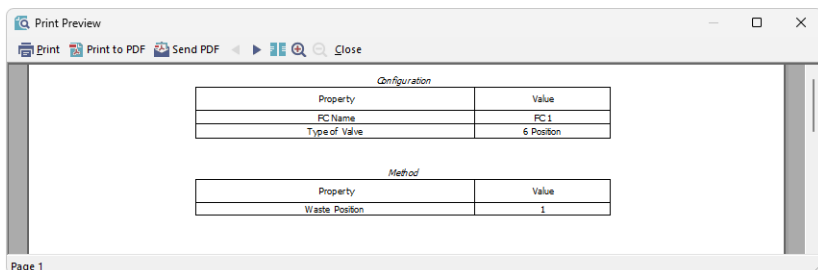 Print Preview
Print Print to PDF Send PDF Close
Configuration
Property Value
FC Name FC 1
Type of Valve 6 Position
Method
Property Value
Waste Position 1
Page 1